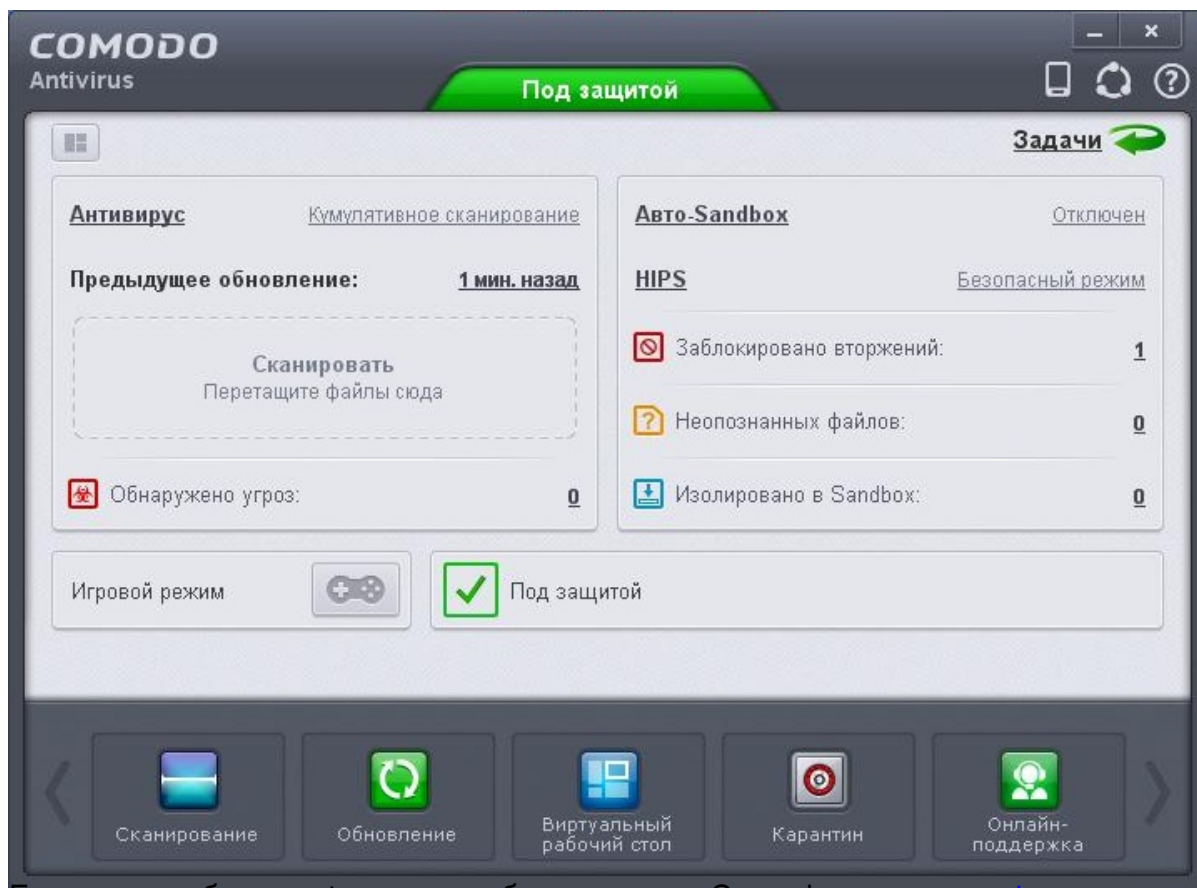 COMODO
Antivirus
Под защитой
Задачи
Антивирус Кумулятивное сканирование
Предыдущее обновление: 1 мин. назад
Сканировать
Перетащите файлы сюда
Обнаружено угроз: 0
Авто-Sandbox Отключен
HIPS Безопасный режим
Заблокировано вторжений: 1
Неопознанных файлов: 0
Изолировано в Sandbox: 0
Игровой режим
Под защитой
Сканирование
Обновление
Виртуальный
рабочий стол
Карантин
Онлайн-
поддержка